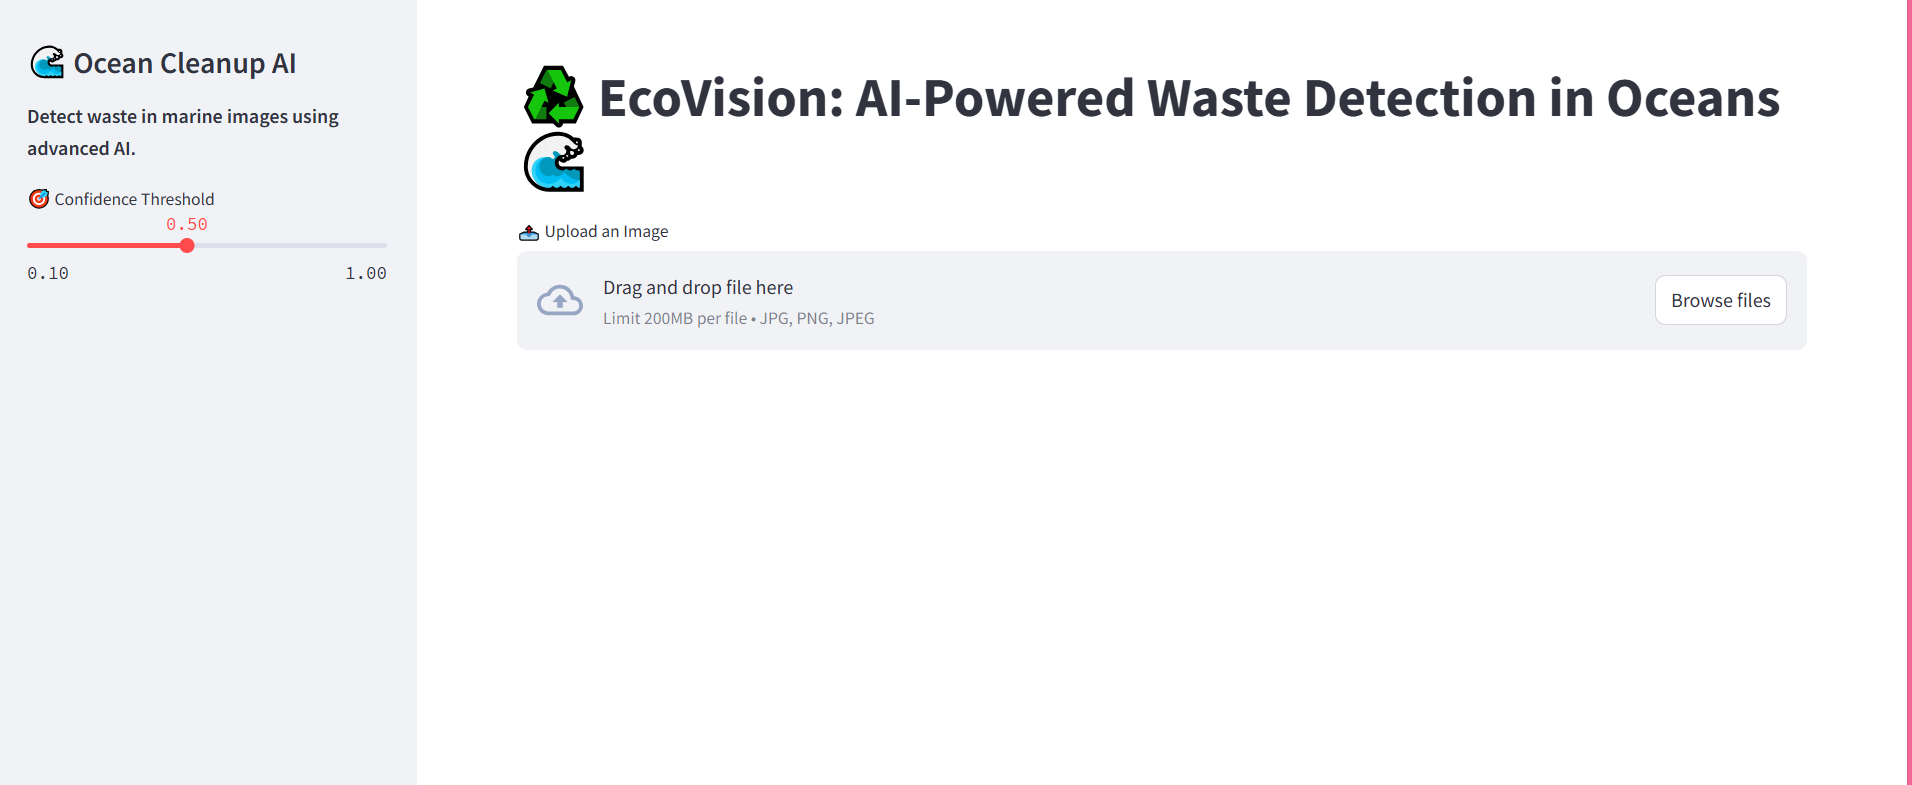 🌊 Ocean Cleanup AI
Detect waste in marine images using
advanced AI.
🎯 Confidence Threshold
0.50
0.10 1.00
♻️ EcoVision: AI-Powered Waste Detection in Oceans
🌊
📤 Upload an Image
Drag and drop file here
Limit 200MB per file • JPG, PNG, JPEG
Browse files